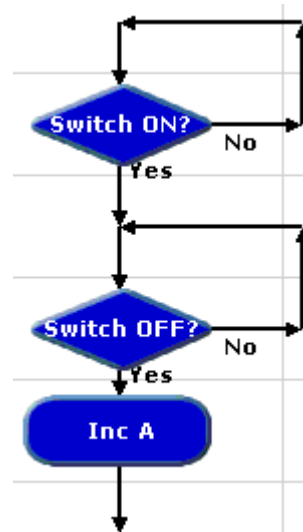 Switch ON?
No
Yes
Switch OFF?
No
Yes
Inc A